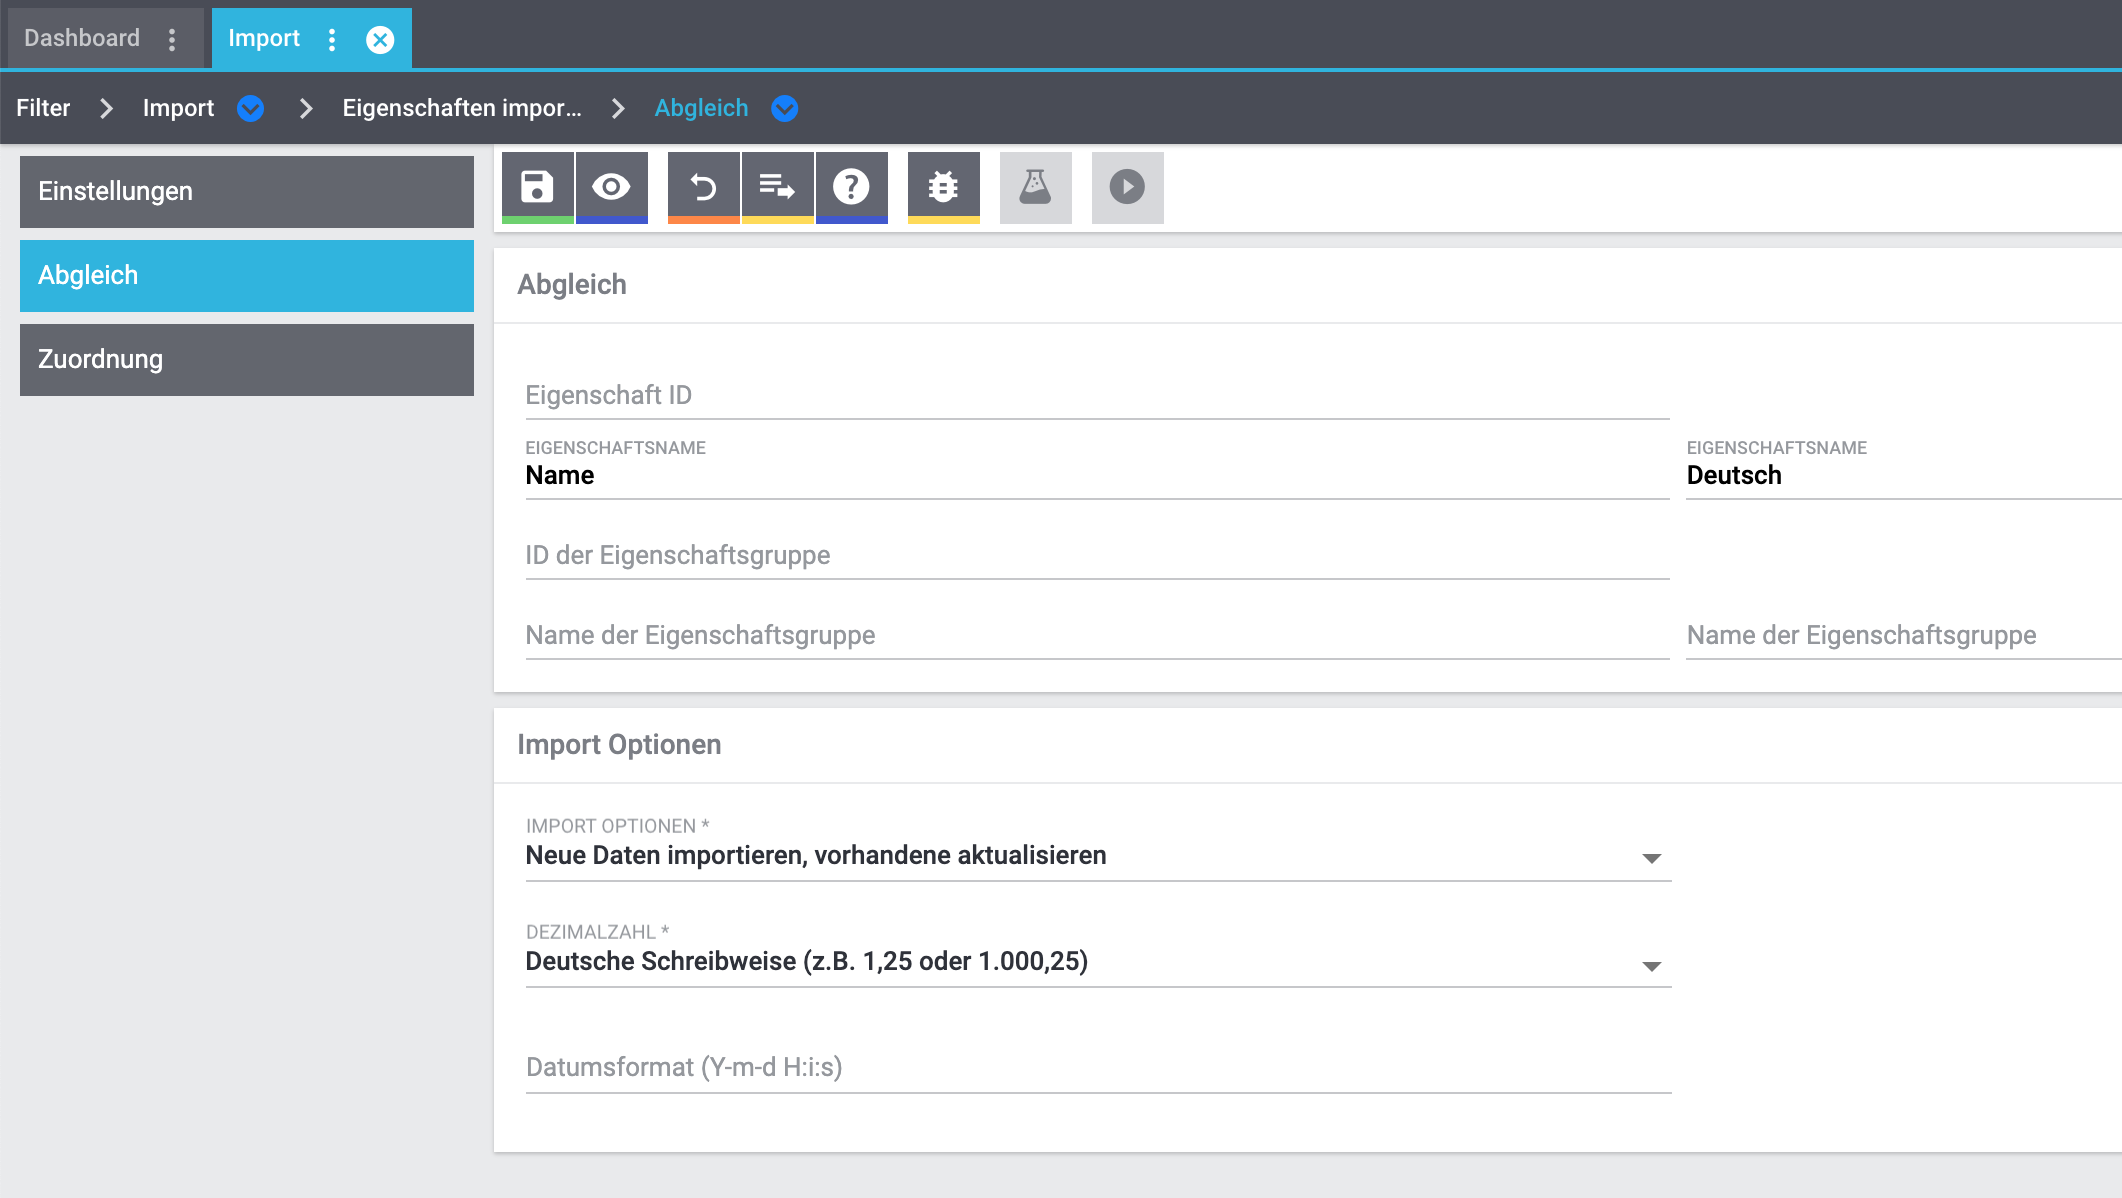 Dashboard
Import
Filter
Import
Eigenschaften impor...
Abgleich
Einstellungen
Abgleich
Zuordnung
Abgleich
Eigenschaft ID
EIGENSCHAFTSNAME
Name
EIGENSCHAFTSNAME
Deutsch
ID der Eigenschaftsgruppe
Name der Eigenschaftsgruppe
Name der Eigenschaftsgruppe
Import Optionen
IMPORT OPTIONEN *
Neue Daten importieren, vorhandene aktualisieren
DEZIMALZAHL *
Deutsche Schreibweise (z.B. 1,25 oder 1.000,25)
Datumsformat (Y-m-d H:i:s)